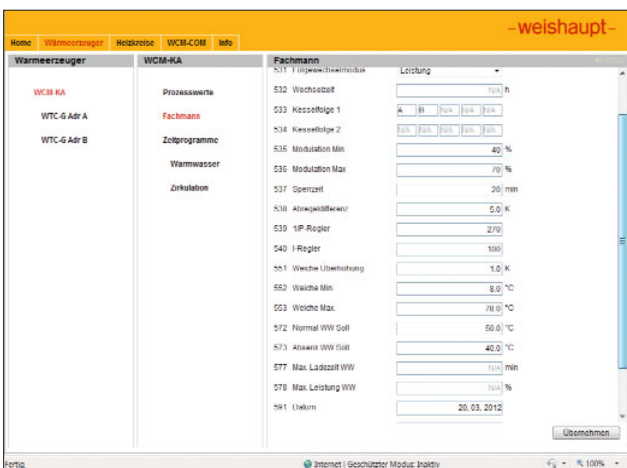 -weishaupt-
Home Wärmeerzeuger Heizkreise WCM-COM Info
Wärmeerzeuger WCM-KA Fachmann
WCM-KA
WTC-G Adr A
WTC-G Adr B
Prozesswerte
Fachmann
Zeitprogramme
Warmwasser
Zirkulation
531 Folgewechselmodus Leistung
532 Wechselzeit N/A h
533 Kesselfolge 1 A B N/A N/A N/A
534 Kesselfolge 2 N/A N/A N/A N/A N/A
535 Modulation Min 40 %
536 Modulation Max 70 %
537 Sperrzeit 20 min
538 Abregeldifferenz 5.0 K
539 1/P-Regler 270
540 I-Regler 100
551 Weiche Überhöhung 1.0 K
552 Weiche Min. 8.0 °C
553 Weiche Max. 78.0 °C
572 Normal WW Soll 50.0 °C
573 Absenk WW Soll 40.0 °C
577 Max. Ladezeit WW N/A min
578 Max. Leistung WW N/A %
591 Datum 20, 03, 2012
Übernehmen
Fertig Internet | Geschützter Modus: Inaktiv 100%